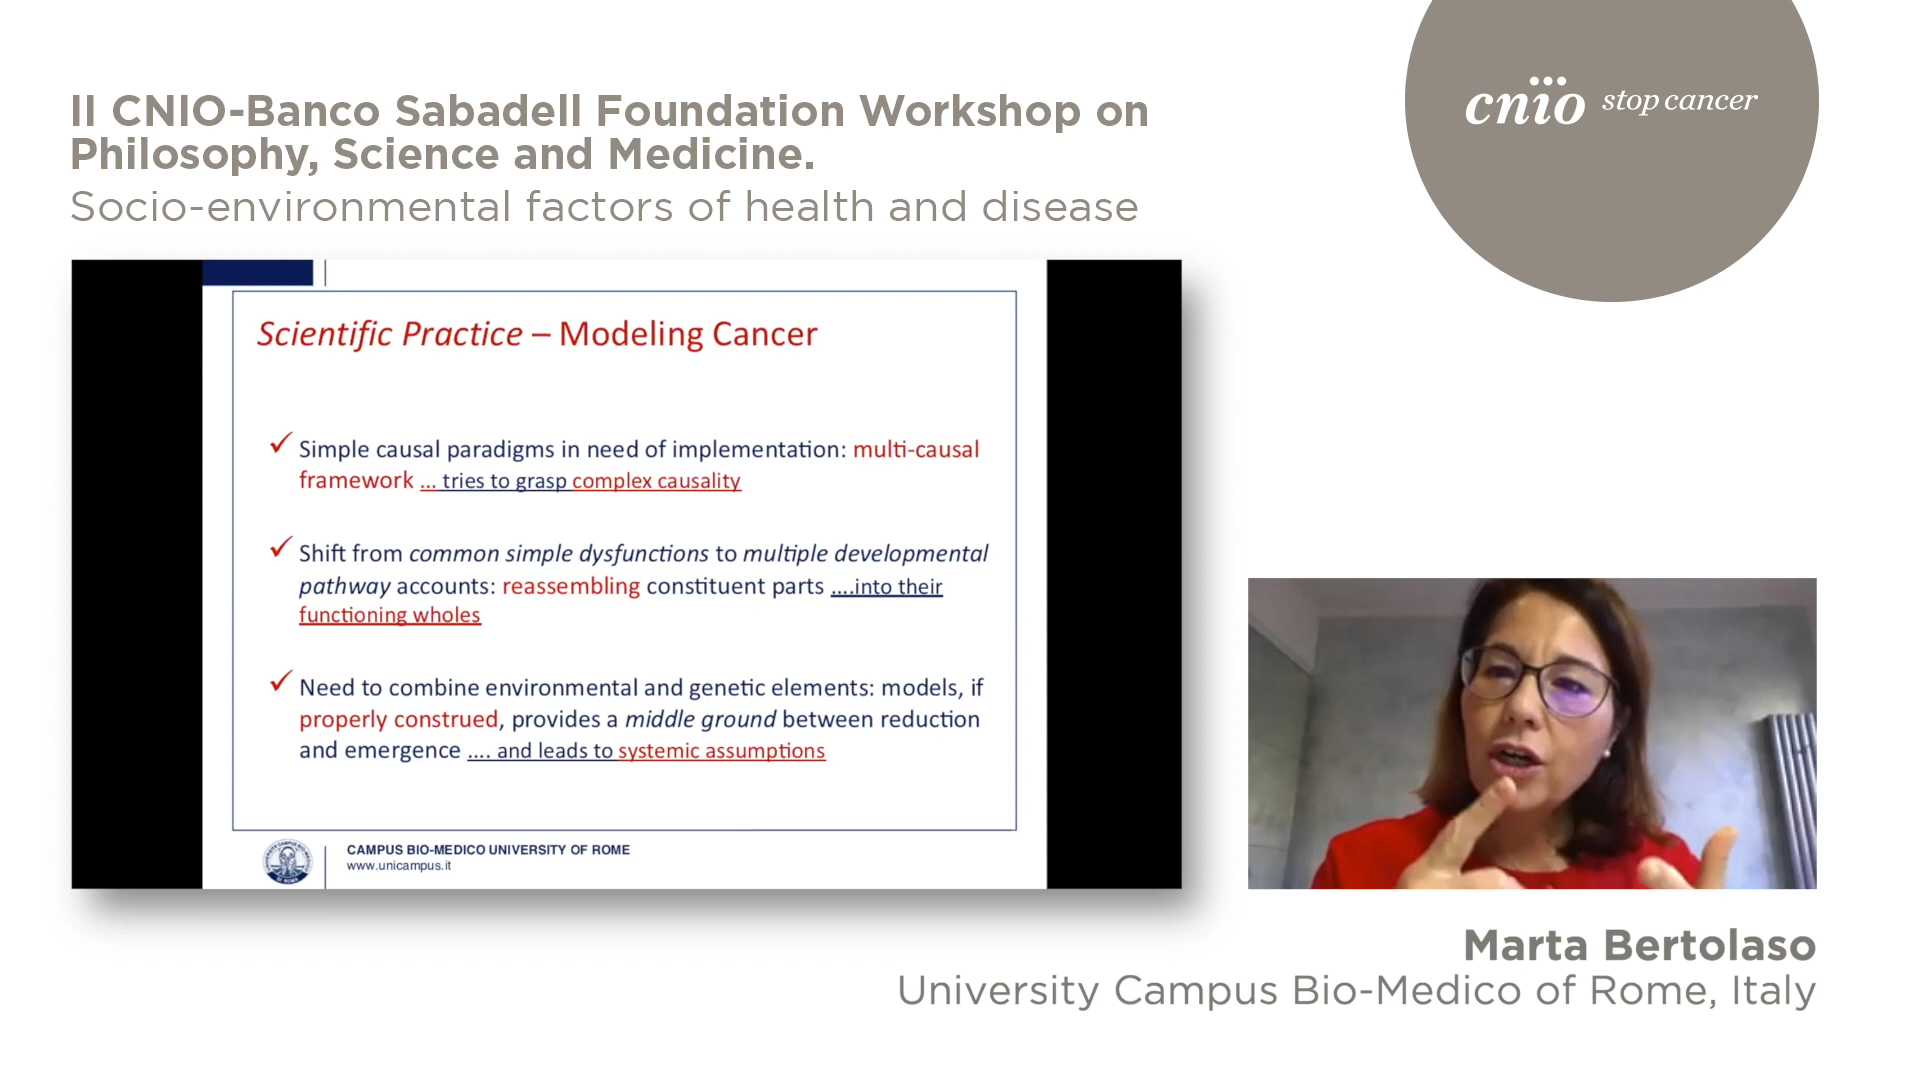 II CNIO-Banco Sabadell Foundation Workshop on
Philosophy, Science and Medicine.
Socio-environmental factors of health and disease
cnio stop cancer
Scientific Practice – Modeling Cancer
✓ Simple causal paradigms in need of implementation: multi-causal
framework ... tries to grasp complex causality
✓ Shift from common simple dysfunctions to multiple developmental
pathway accounts: reassembling constituent parts ....into their
functioning wholes
✓ Need to combine environmental and genetic elements: models, if
properly construed, provides a middle ground between reduction
and emergence .... and leads to systemic assumptions
CAMPUS BIO-MEDICO UNIVERSITY OF ROME
www.unicampus.it
Marta Bertolaso
University Campus Bio-Medico of Rome, Italy